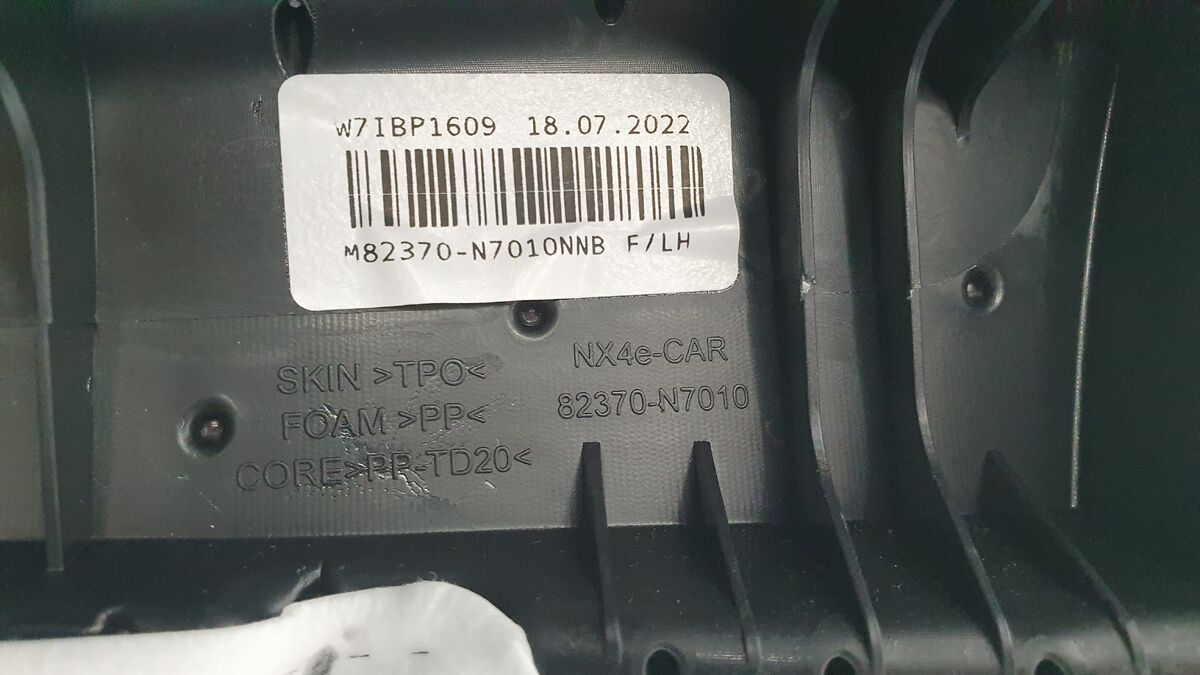 W7IBP1609 18.07.2022
M82370-N7010NNB F/LH
SKIN >TPO<
FOAM >PP<
CORE>PP-TD20<
NX4e-CAR
82370-N7010